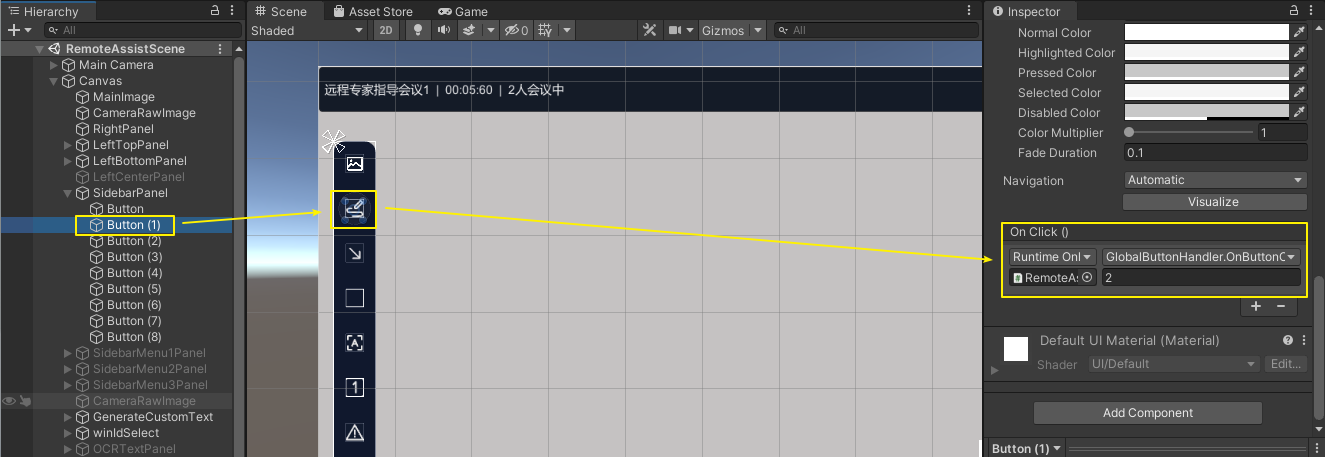 Hierarchy
All
RemoteAssistScene
Main Camera
Canvas
MainImage
CameraRawImage
RightPanel
LeftTopPanel
LeftBottomPanel
LeftCenterPanel
SidebarPanel
Button
Button (1)
Button (2)
Button (3)
Button (4)
Button (5)
Button (6)
Button (7)
Button (8)
SidebarMenu1Panel
SidebarMenu2Panel
SidebarMenu3Panel
CameraRawImage
GenerateCustomText
winIdSelect
OCRTextPanel
Scene Asset Store Game
Shaded 2D 0 Gizmos All
远程专家指导会议1 | 00:05:60 | 2人会议中
A
1
Inspector
Normal Color
Highlighted Color
Pressed Color
Selected Color
Disabled Color
Color Multiplier 1
Fade Duration 0.1
Navigation Automatic
Visualize
On Click ()
Runtime Onl GlobalButtonHandler.OnButtonC
RemoteAs 2
+ −
Default UI Material (Material)
Shader UI/Default Edit...
Add Component
Button (1)